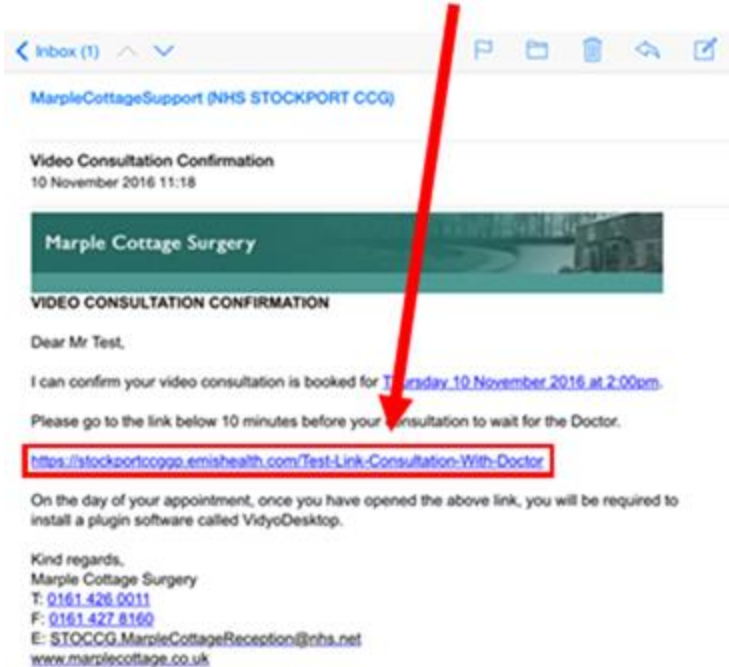 Inbox (1)
MarpleCottageSupport (NHS STOCKPORT CCG)
Video Consultation Confirmation
10 November 2016 11:18
Marple Cottage Surgery
VIDEO CONSULTATION CONFIRMATION
Dear Mr Test,
I can confirm your video consultation is booked for Thursday 10 November 2016 at 2:00pm.
Please go to the link below 10 minutes before your consultation to wait for the Doctor.
https://stockportccggp.emishealth.com/Test-Link-Consultation-With-Doctor
On the day of your appointment, once you have opened the above link, you will be required to
install a plugin software called VidyoDesktop.
Kind regards,
Marple Cottage Surgery
T: 0161 426 0011
F: 0161 427 8160
E: STOCCG.MarpleCottageReception@nhs.net
www.marplecottage.co.uk